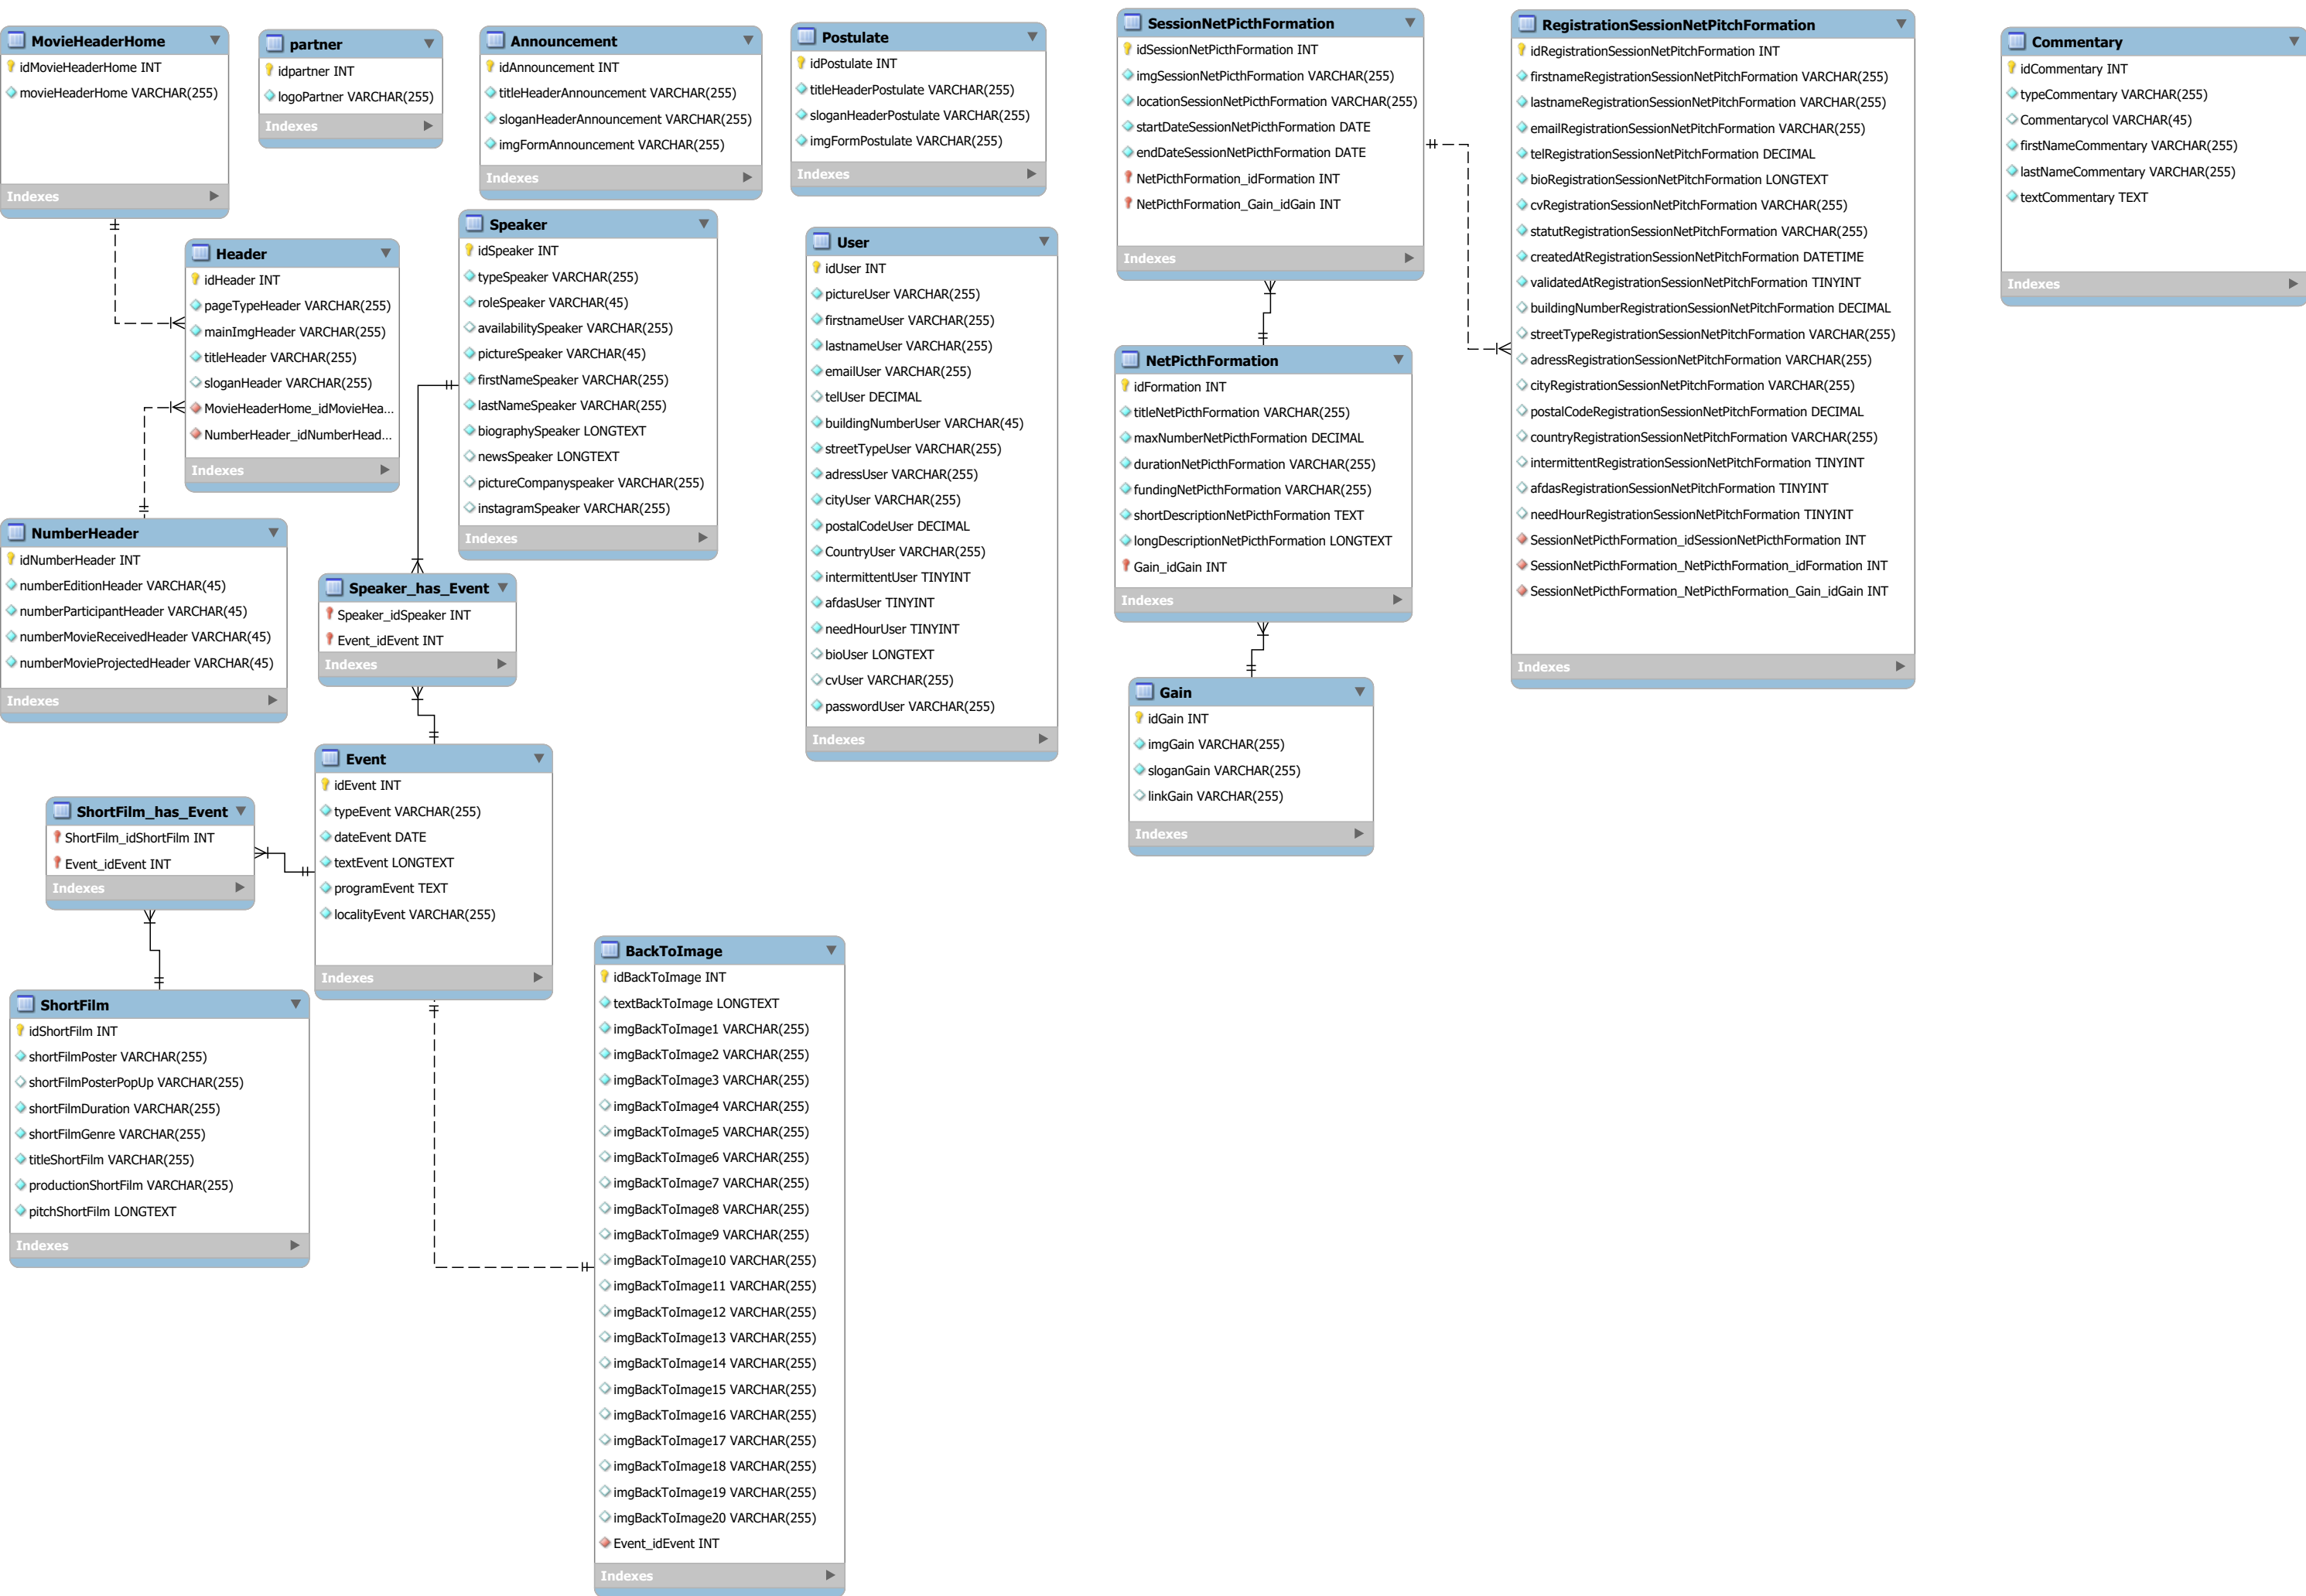 MovieHeaderHome
idMovieHeaderHome INT
movieHeaderHome VARCHAR(255)
Indexes
partner
idpartner INT
logoPartner VARCHAR(255)
Indexes
Announcement
idAnnouncement INT
titleHeaderAnnouncement VARCHAR(255)
sloganHeaderAnnouncement VARCHAR(255)
imgFormAnnouncement VARCHAR(255)
Indexes
Postulate
idPostulate INT
titleHeaderPostulate VARCHAR(255)
sloganHeaderPostulate VARCHAR(255)
imgFormPostulate VARCHAR(255)
Indexes
SessionNetPicthFormation
idSessionNetPicthFormation INT
imgSessionNetPicthFormation VARCHAR(255)
locationSessionNetPicthFormation VARCHAR(255)
startDateSessionNetPicthFormation DATE
endDateSessionNetPicthFormation DATE
NetPicthFormation_idFormation INT
NetPicthFormation_Gain_idGain INT
Indexes
RegistrationSessionNetPitchFormation
idRegistrationSessionNetPitchFormation INT
firstnameRegistrationSessionNetPitchFormation VARCHAR(255)
lastnameRegistrationSessionNetPitchFormation VARCHAR(255)
emailRegistrationSessionNetPitchFormation VARCHAR(255)
telRegistrationSessionNetPitchFormation DECIMAL
bioRegistrationSessionNetPitchFormation LONGTEXT
cvRegistrationSessionNetPitchFormation VARCHAR(255)
statutRegistrationSessionNetPitchFormation VARCHAR(255)
createdAtRegistrationSessionNetPitchFormation DATETIME
validatedAtRegistrationSessionNetPitchFormation TINYINT
buildingNumberRegistrationSessionNetPitchFormation DECIMAL
streetTypeRegistrationSessionNetPitchFormation VARCHAR(255)
adressRegistrationSessionNetPitchFormation VARCHAR(255)
cityRegistrationSessionNetPitchFormation VARCHAR(255)
postalCodeRegistrationSessionNetPitchFormation DECIMAL
countryRegistrationSessionNetPitchFormation VARCHAR(255)
intermittentRegistrationSessionNetPitchFormation TINYINT
afdasRegistrationSessionNetPitchFormation TINYINT
needHourRegistrationSessionNetPitchFormation TINYINT
SessionNetPicthFormation_idSessionNetPicthFormation INT
SessionNetPicthFormation_NetPicthFormation_idFormation INT
SessionNetPicthFormation_NetPicthFormation_Gain_idGain INT
Indexes
Commentary
idCommentary INT
typeCommentary VARCHAR(255)
Commentarycol VARCHAR(45)
firstNameCommentary VARCHAR(255)
lastNameCommentary VARCHAR(255)
textCommentary TEXT
Indexes
Header
idHeader INT
pageTypeHeader VARCHAR(255)
mainImgHeader VARCHAR(255)
titleHeader VARCHAR(255)
sloganHeader VARCHAR(255)
MovieHeaderHome_idMovieHea...
NumberHeader_idNumberHead...
Indexes
Speaker
idSpeaker INT
typeSpeaker VARCHAR(255)
roleSpeaker VARCHAR(45)
availabilitySpeaker VARCHAR(255)
pictureSpeaker VARCHAR(45)
firstNameSpeaker VARCHAR(255)
lastNameSpeaker VARCHAR(255)
biographySpeaker LONGTEXT
newsSpeaker LONGTEXT
pictureCompanyspeaker VARCHAR(255)
instagramSpeaker VARCHAR(255)
Indexes
User
idUser INT
pictureUser VARCHAR(255)
firstnameUser VARCHAR(255)
lastnameUser VARCHAR(255)
emailUser VARCHAR(255)
telUser DECIMAL
buildingNumberUser VARCHAR(45)
streetTypeUser VARCHAR(255)
adressUser VARCHAR(255)
cityUser VARCHAR(255)
postalCodeUser DECIMAL
CountryUser VARCHAR(255)
intermittentUser TINYINT
afdasUser TINYINT
needHourUser TINYINT
bioUser LONGTEXT
cvUser VARCHAR(255)
passwordUser VARCHAR(255)
Indexes
NetPicthFormation
idFormation INT
titleNetPicthFormation VARCHAR(255)
maxNumberNetPicthFormation DECIMAL
durationNetPicthFormation VARCHAR(255)
fundingNetPicthFormation VARCHAR(255)
shortDescriptionNetPicthFormation TEXT
longDescriptionNetPicthFormation LONGTEXT
Gain_idGain INT
Indexes
NumberHeader
idNumberHeader INT
numberEditionHeader VARCHAR(45)
numberParticipantHeader VARCHAR(45)
numberMovieReceivedHeader VARCHAR(45)
numberMovieProjectedHeader VARCHAR(45)
Indexes
Speaker_has_Event
Speaker_idSpeaker INT
Event_idEvent INT
Indexes
Gain
idGain INT
imgGain VARCHAR(255)
sloganGain VARCHAR(255)
linkGain VARCHAR(255)
Indexes
Event
idEvent INT
typeEvent VARCHAR(255)
dateEvent DATE
textEvent LONGTEXT
programEvent TEXT
localityEvent VARCHAR(255)
Indexes
ShortFilm_has_Event
ShortFilm_idShortFilm INT
Event_idEvent INT
Indexes
ShortFilm
idShortFilm INT
shortFilmPoster VARCHAR(255)
shortFilmPosterPopUp VARCHAR(255)
shortFilmDuration VARCHAR(255)
shortFilmGenre VARCHAR(255)
titleShortFilm VARCHAR(255)
productionShortFilm VARCHAR(255)
pitchShortFilm LONGTEXT
Indexes
BackToImage
idBackToImage INT
textBackToImage LONGTEXT
imgBackToImage1 VARCHAR(255)
imgBackToImage2 VARCHAR(255)
imgBackToImage3 VARCHAR(255)
imgBackToImage4 VARCHAR(255)
imgBackToImage5 VARCHAR(255)
imgBackToImage6 VARCHAR(255)
imgBackToImage7 VARCHAR(255)
imgBackToImage8 VARCHAR(255)
imgBackToImage9 VARCHAR(255)
imgBackToImage10 VARCHAR(255)
imgBackToImage11 VARCHAR(255)
imgBackToImage12 VARCHAR(255)
imgBackToImage13 VARCHAR(255)
imgBackToImage14 VARCHAR(255)
imgBackToImage15 VARCHAR(255)
imgBackToImage16 VARCHAR(255)
imgBackToImage17 VARCHAR(255)
imgBackToImage18 VARCHAR(255)
imgBackToImage19 VARCHAR(255)
imgBackToImage20 VARCHAR(255)
Event_idEvent INT
Indexes